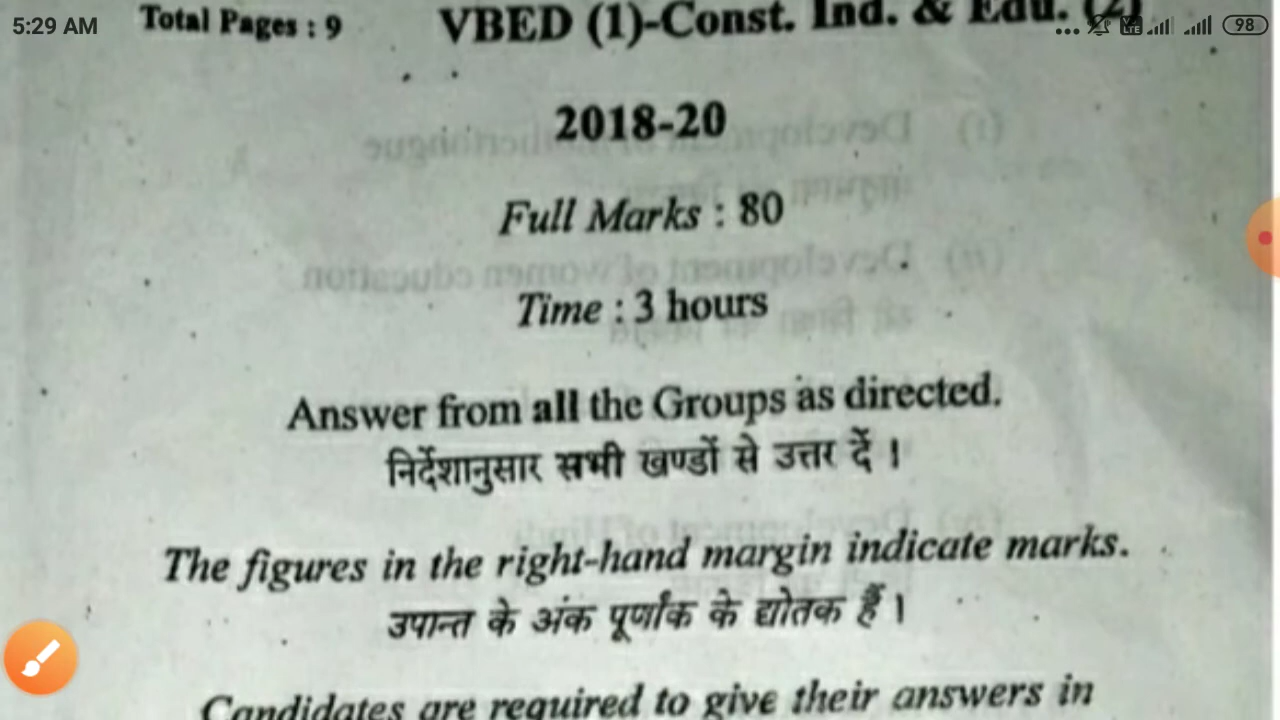 5:29 AM
98
Total Pages : 9
VBED (1)-Const. Ind. & Edu. (2)
2018-20
Full Marks : 80
Time : 3 hours
Answer from all the Groups as directed.
निर्देशानुसार सभी खण्डों से उत्तर दें ।
The figures in the right-hand margin indicate marks.
उपान्त के अंक पूर्णांक के द्योतक हैं ।
Candidates are required to give their answers in